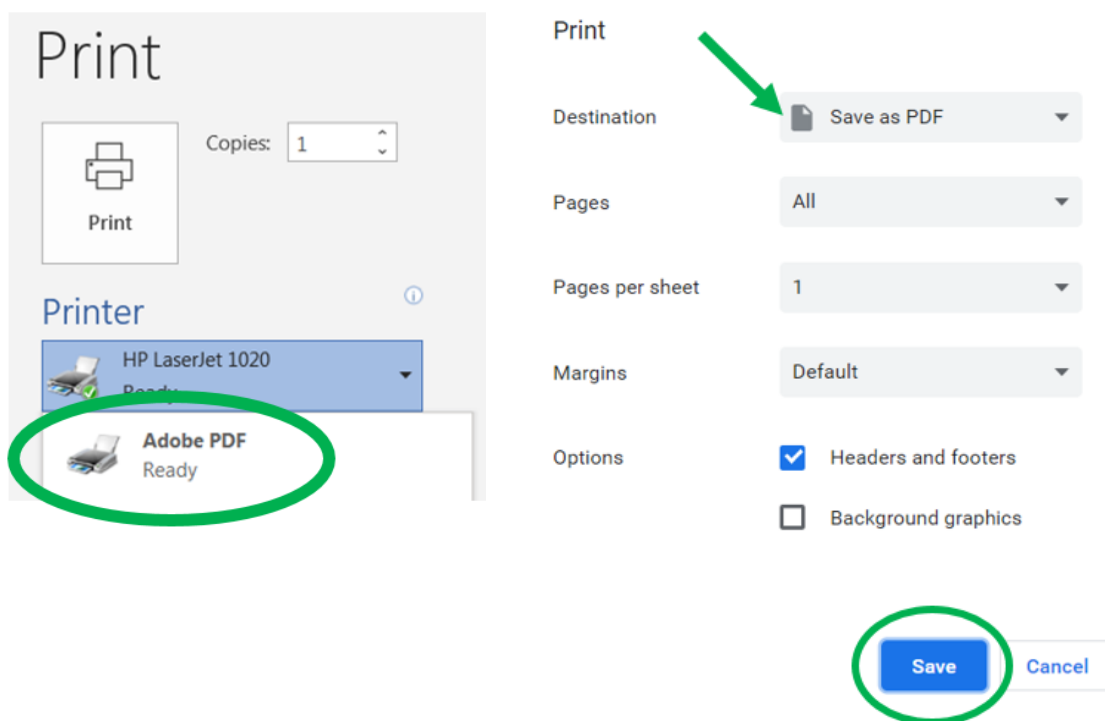 Print
Copies: 1
Print
Printer
HP LaserJet 1020
Ready
Adobe PDF
Ready
Print
Destination Save as PDF
Pages All
Pages per sheet 1
Margins Default
Options Headers and footers
Background graphics
Save Cancel